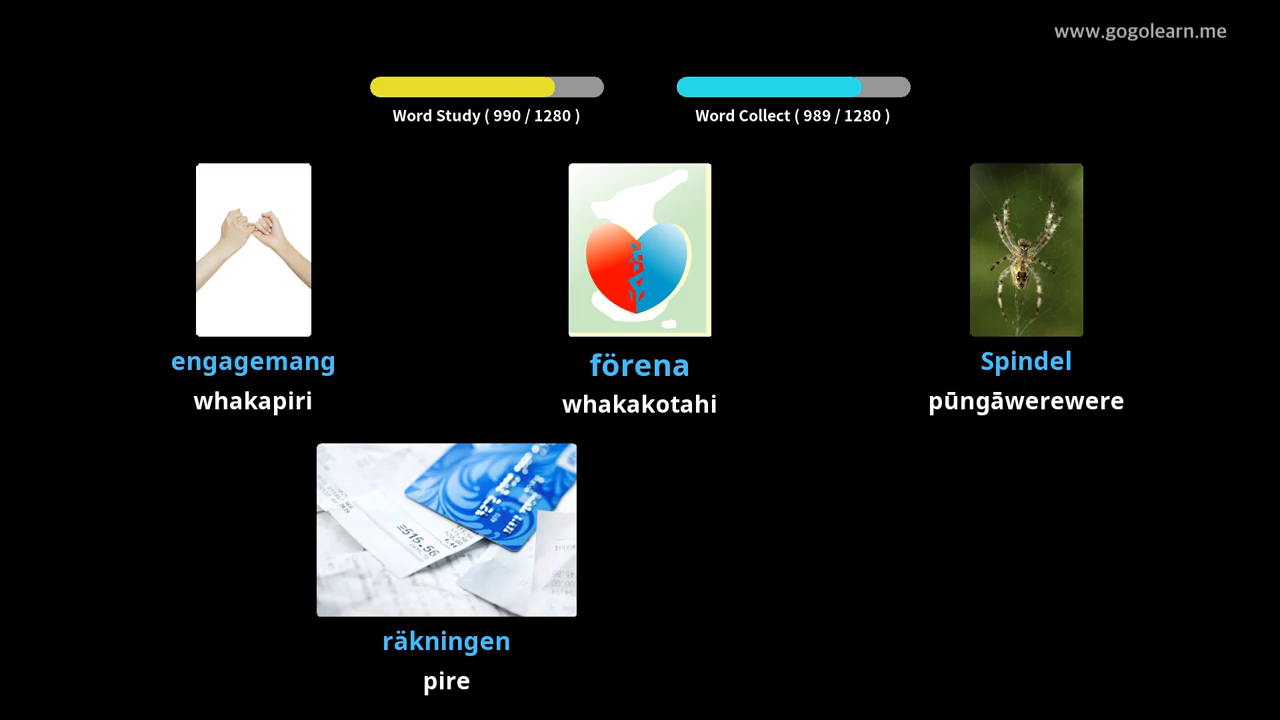 www.gogolearn.me
Word Study ( 990 / 1280 )
Word Collect ( 989 / 1280 )
engagemang
whakapiri
förena
whakakotahi
Spindel
pūngāwerewere
räkningen
pire